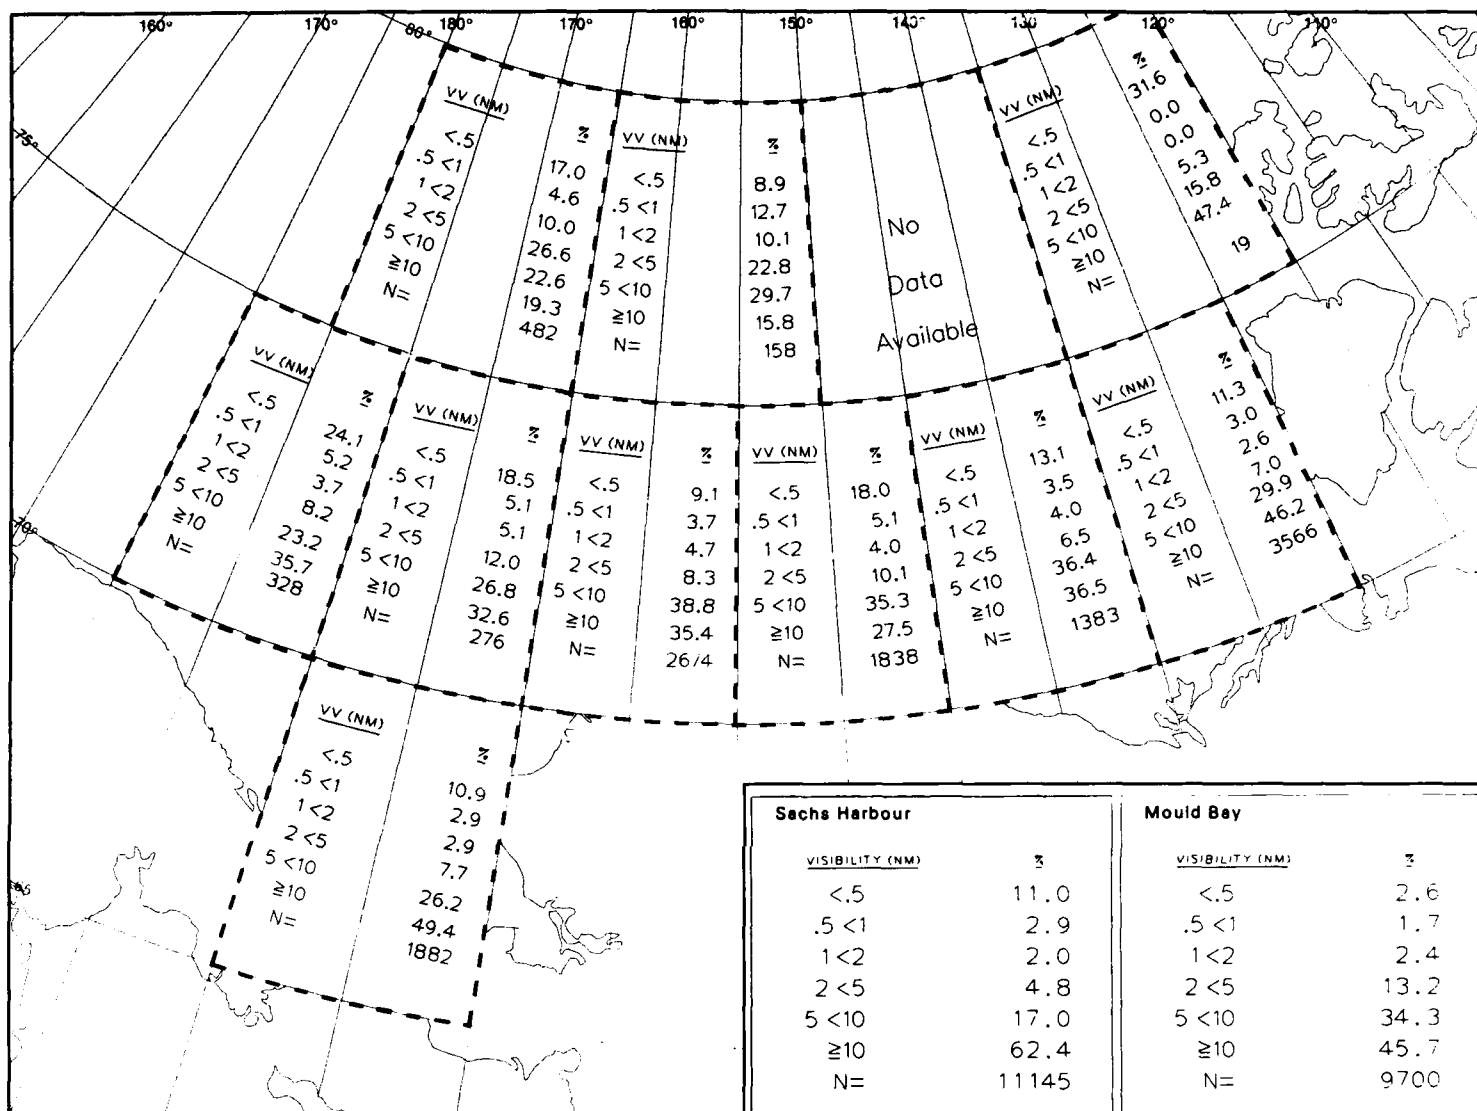 160° 170° 180° 170° 160° 150° 140° 130° 120° 110°
80°
75°
70°
65
VV (NM) %
<.5 17.0
.5 <1 4.6
1 <2 10.0
2 <5 26.6
5 <10 22.6
≧10 19.3
N= 482
VV (NM) %
<.5 8.9
.5 <1 12.7
1 <2 10.1
2 <5 22.8
5 <10 29.7
≧10 15.8
N= 158
No
Data
Available
VV (NM) %
<.5 31.6
.5 <1 0.0
1 <2 0.0
2 <5 5.3
5 <10 15.8
≧10 47.4
N= 19
VV (NM) %
<.5 24.1
.5 <1 5.2
1 <2 3.7
2 <5 8.2
5 <10 23.2
≧10 35.7
N= 328
VV (NM) %
<.5 18.5
.5 <1 5.1
1 <2 5.1
2 <5 12.0
5 <10 26.8
≧10 32.6
N= 276
VV (NM) %
<.5 9.1
.5 <1 3.7
1 <2 4.7
2 <5 8.3
5 <10 38.8
≧10 35.4
N= 26/4
VV (NM) %
<.5 18.0
.5 <1 5.1
1 <2 4.0
2 <5 10.1
5 <10 35.3
≧10 27.5
N= 1838
VV (NM) %
<.5 13.1
.5 <1 3.5
1 <2 4.0
2 <5 6.5
5 <10 36.4
≧10 36.5
N= 1383
VV (NM) %
<.5 11.3
.5 <1 3.0
1 <2 2.6
2 <5 7.0
5 <10 29.9
≧10 46.2
N= 3566
VV (NM) %
<.5 10.9
.5 <1 2.9
1 <2 2.9
2 <5 7.7
5 <10 26.2
≧10 49.4
N= 1882
Sachs Harbour
VISIBILITY (NM) %
<.5 11.0
.5 <1 2.9
1<2 2.0
2 <5 4.8
5 <10 17.0
≧10 62.4
N= 11145
Mould Bay
VISIBILITY (NM) %
<.5 2.6
.5 <1 1.7
1<2 2.4
2 <5 13.2
5 <10 34.3
≧10 45.7
N= 9700